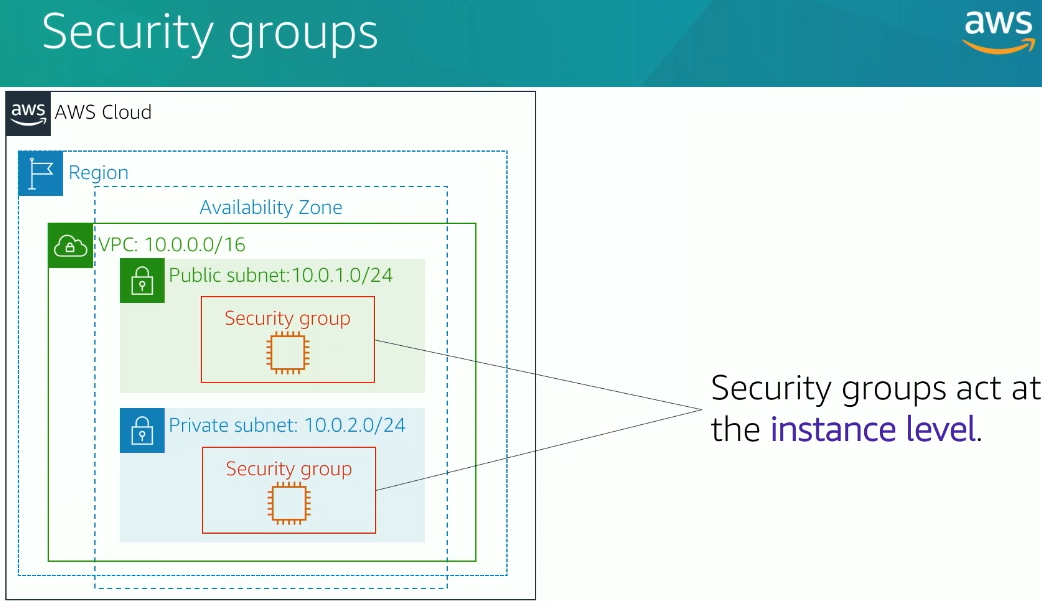 Security groups
aws
aws
AWS Cloud
Region
Availability Zone
VPC: 10.0.0.0/16
Public subnet:10.0.1.0/24
Security group
Private subnet: 10.0.2.0/24
Security group
Security groups act at
the instance level.